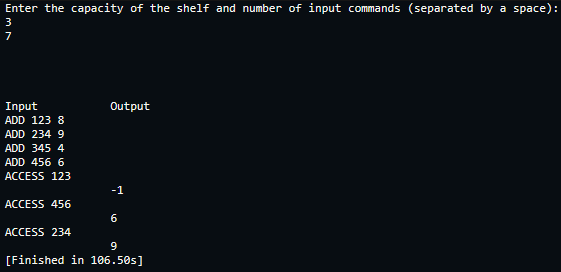 Enter the capacity of the shelf and number of input commands (separated by a space):
3
7
Input Output
ADD 123 8
ADD 234 9
ADD 345 4
ADD 456 6
ACCESS 123
-1
ACCESS 456
6
ACCESS 234
9
[Finished in 106.50s]